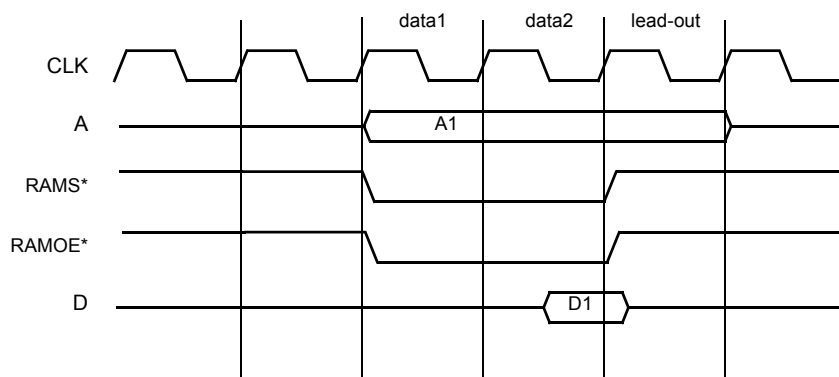 data1 data2 lead-out
CLK
A A1
RAMS*
RAMOE*
D D1